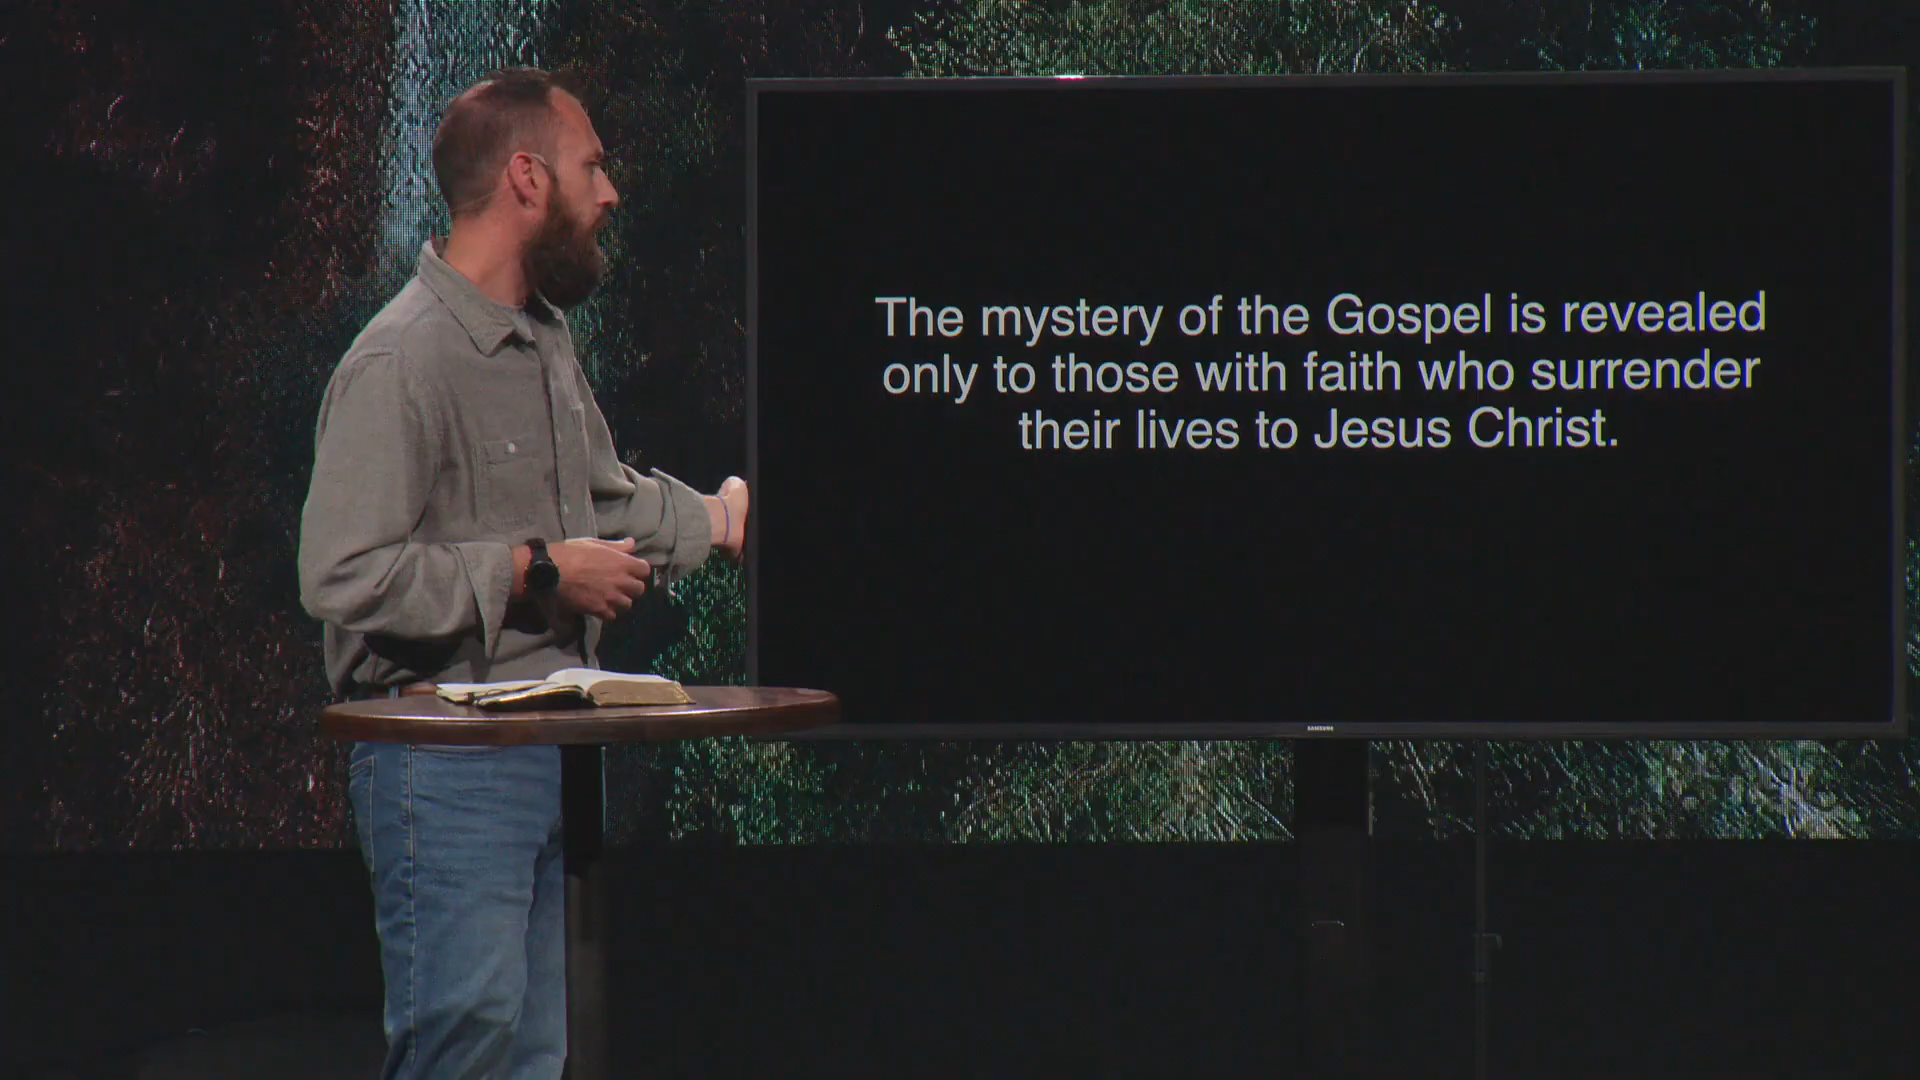 The mystery of the Gospel is revealed
only to those with faith who surrender
their lives to Jesus Christ.
SAMSUNG